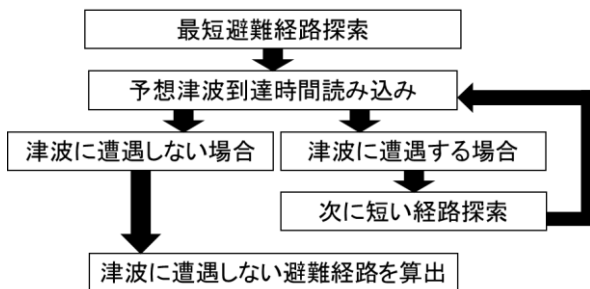 最短避難経路探索
予想津波到達時間読み込み
津波に遭遇しない場合
津波に遭遇する場合
次に短い経路探索
津波に遭遇しない避難経路を算出